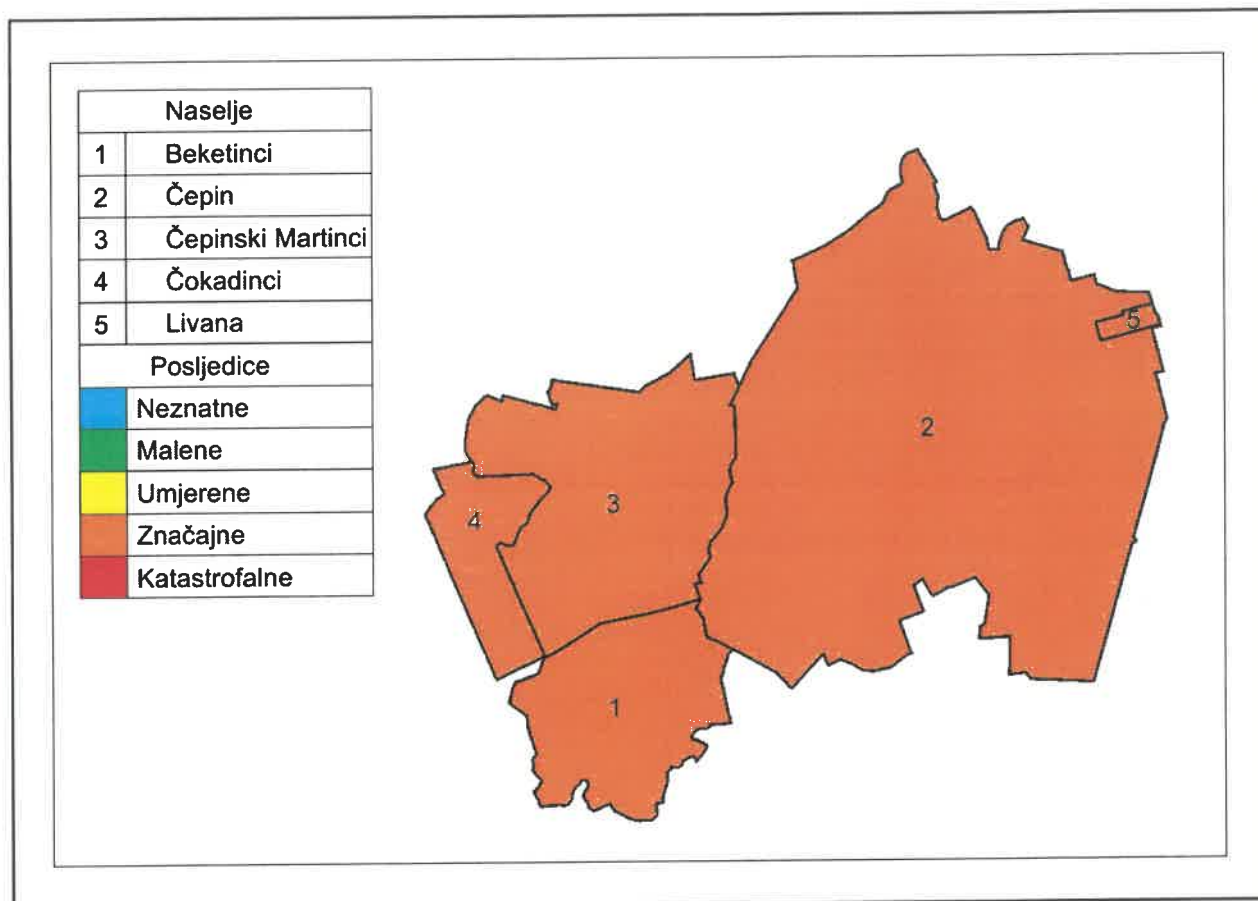 Naselje
1 Beketinci
2 Čepin
3 Čepinski Martinci
4 Čokadinci
5 Livana
Posljedice
Neznatne
Malene
Umjerene
Značajne
Katastrofalne
5
2
3
4
1